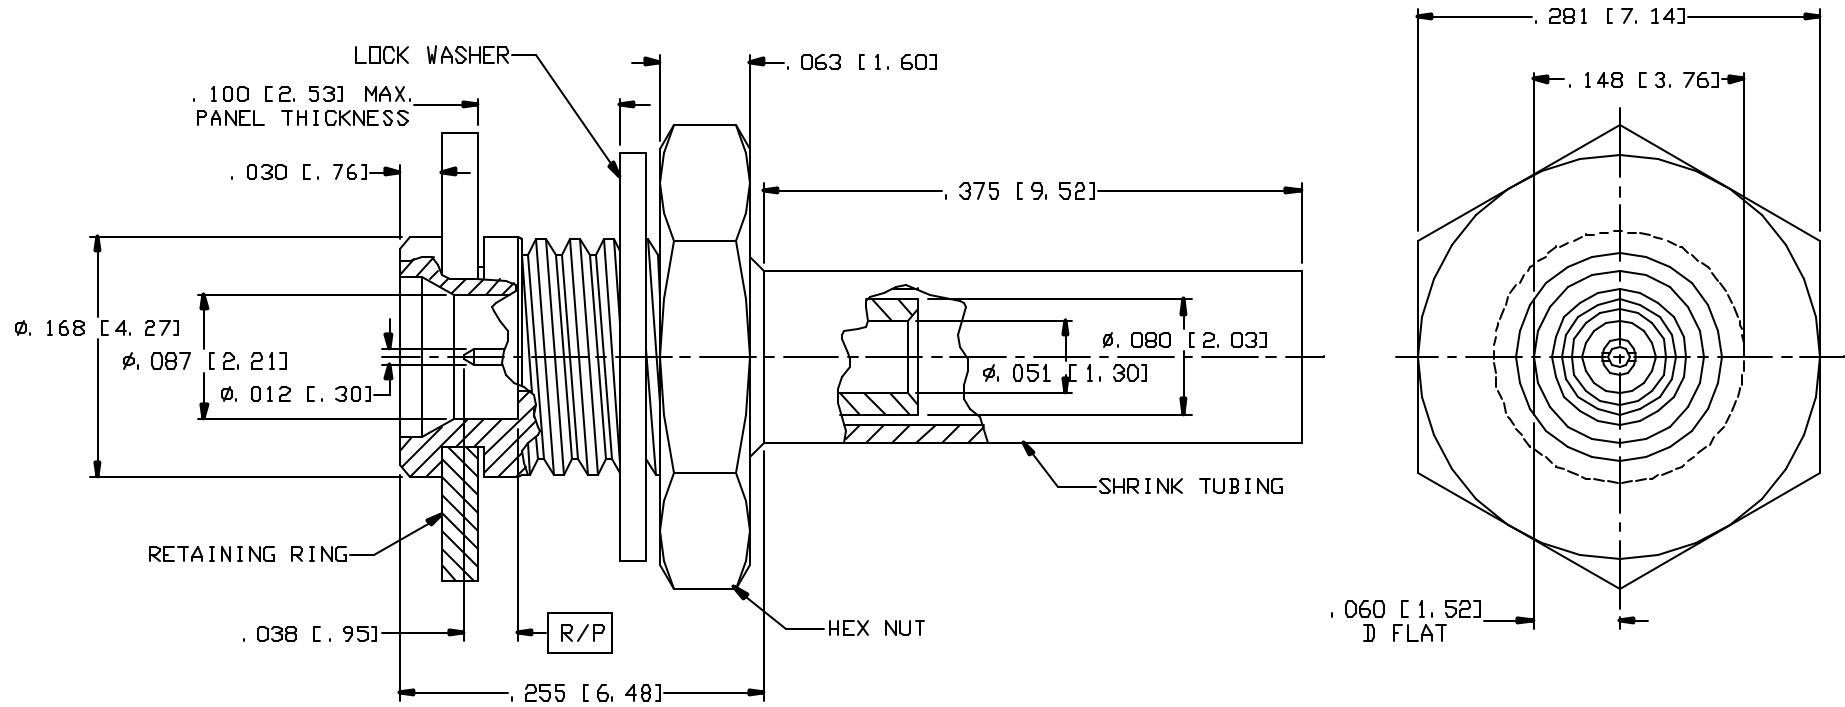 LOCK WASHER
.063 [1.60]
.281 [7.14]
.148 [3.76]
.100 [2.53] MAX.
PANEL THICKNESS
.030 [.76]
.375 [9.52]
Ø.168 [4.27]
Ø.087 [2.21]
Ø.012 [.30]
Ø.080 [2.03]
Ø.051 [1.30]
SHRINK TUBING
RETAINING RING
.038 [.95]
R/P
HEX NUT
.060 [1.52]
D FLAT
.255 [6.48]